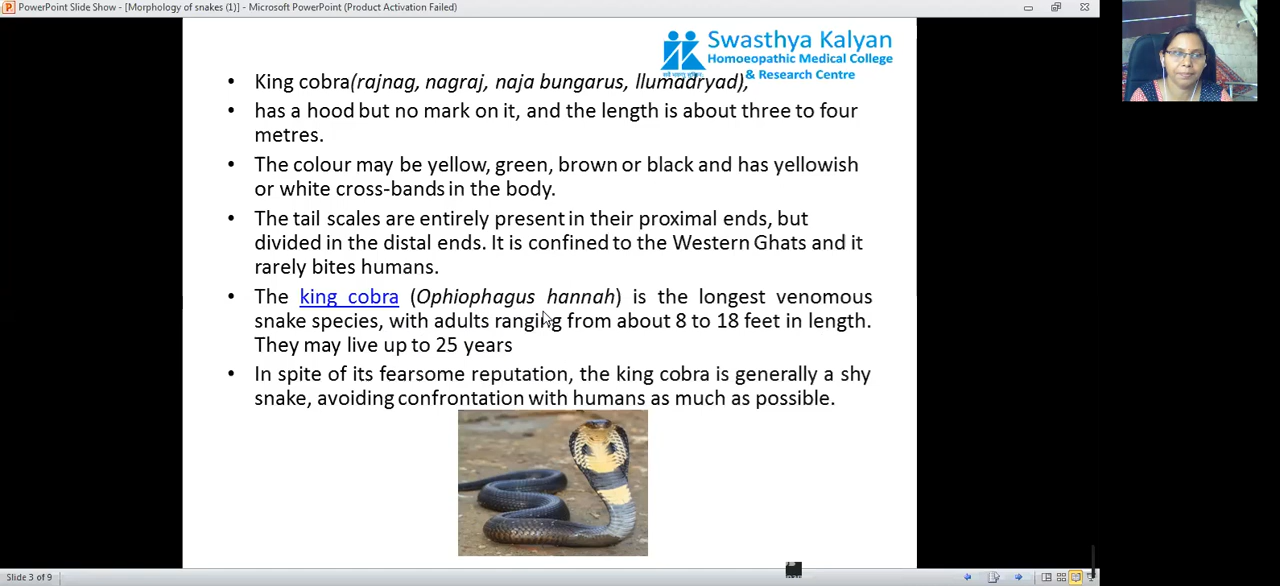 PowerPoint Slide Show - [Morphology of snakes (1)] - Microsoft PowerPoint (Product Activation Failed)
Swasthya Kalyan
Homoeopathic Medical College
& Research Centre
• King cobra(rajnag, nagraj, naja bungarus, llumadryad),
• has a hood but no mark on it, and the length is about three to four
metres.
• The colour may be yellow, green, brown or black and has yellowish
or white cross-bands in the body.
• The tail scales are entirely present in their proximal ends, but
divided in the distal ends. It is confined to the Western Ghats and it
rarely bites humans.
• The king cobra (Ophiophagus hannah) is the longest venomous
snake species, with adults ranging from about 8 to 18 feet in length.
They may live up to 25 years
• In spite of its fearsome reputation, the king cobra is generally a shy
snake, avoiding confrontation with humans as much as possible.
Slide 3 of 9